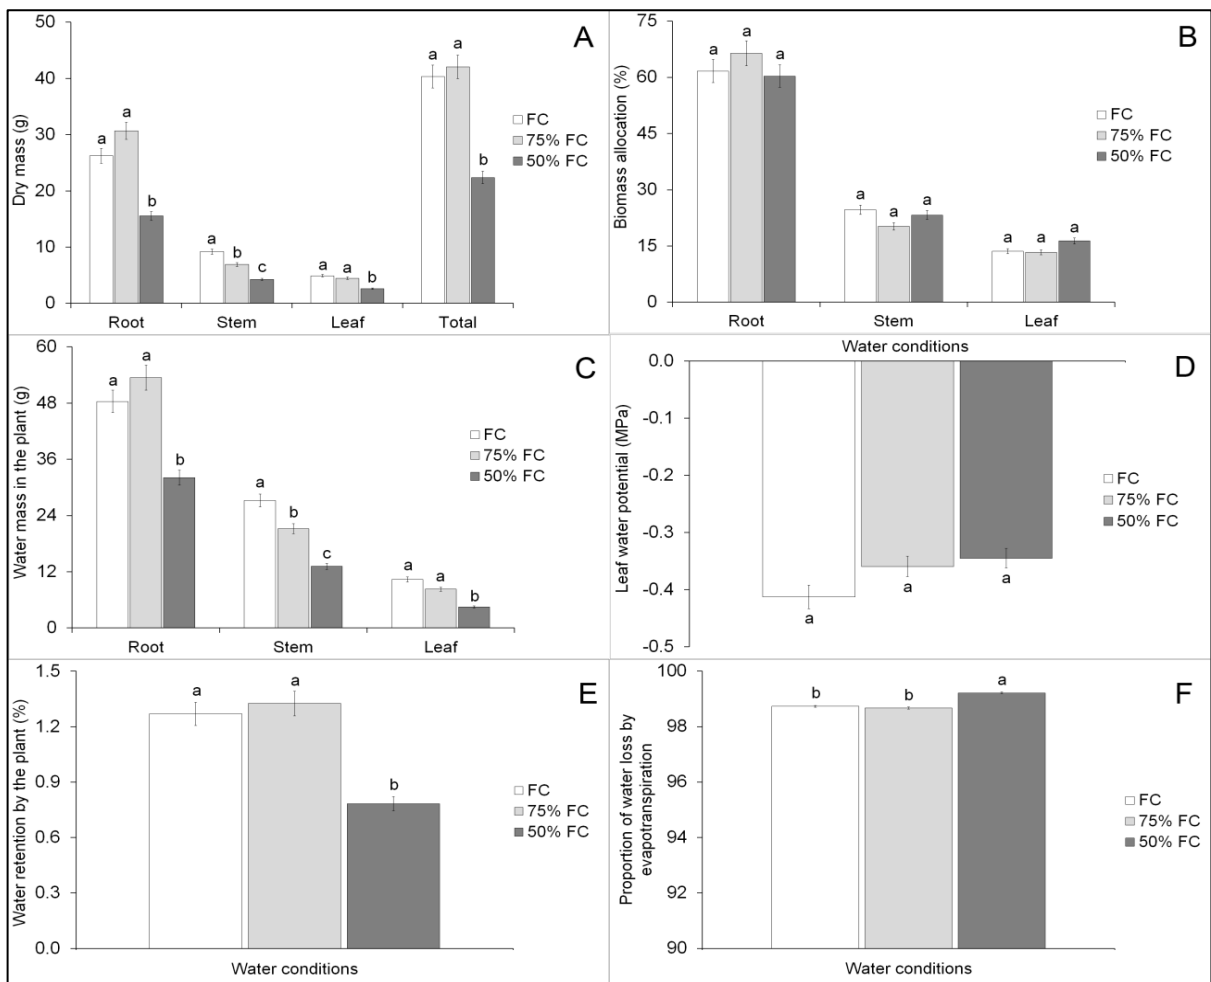 A
Dry mass (g)
50
40
30
20
10
0
a
a
b
a
b
c
a
a
b
a
a
b
FC
75% FC
50% FC
Root
Stem
Leaf
Total
B
Biomass allocation (%)
75
60
45
30
15
0
a
a
a
a
a
a
a
a
a
FC
75% FC
50% FC
Root
Stem
Leaf
C
Water mass in the plant (g)
60
48
36
24
12
0
a
a
b
a
b
c
a
a
b
FC
75% FC
50% FC
Root
Stem
Leaf
Water conditions
D
Leaf water potential (MPa)
0.0
-0.1
-0.2
-0.3
-0.4
-0.5
a
a
a
FC
75% FC
50% FC
E
Water retention by the plant (%)
1.5
1.2
0.9
0.6
0.3
0.0
a
a
b
FC
75% FC
50% FC
Water conditions
F
Proportion of water loss by
evapotranspiration
100
98
96
94
92
90
b
b
a
FC
75% FC
50% FC
Water conditions